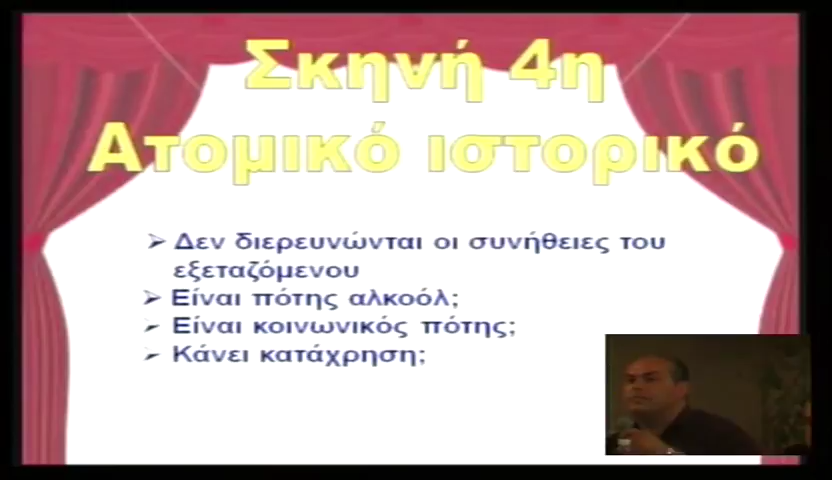 Σκηνή 4η
Ατομικό ιστορικό
Δεν διερευνώνται οι συνήθειες του
εξεταζόμενου
Είναι πότης αλκοόλ;
Είναι κοινωνικός πότης;
Κάνει κατάχρηση;